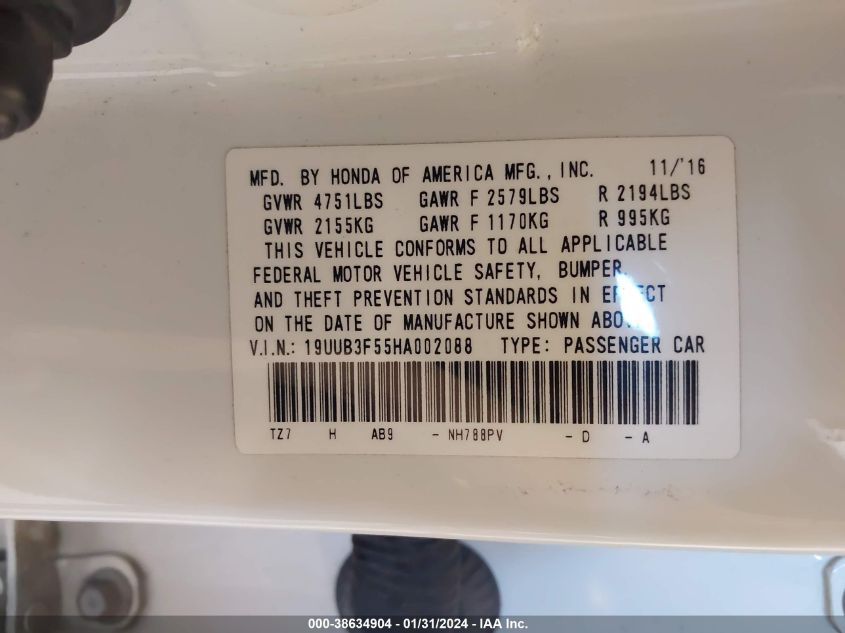 MFD. BY HONDA OF AMERICA MFG., INC. 11/'16
GVWR 4751LBS GAWR F 2579LBS R 2194LBS
GVWR 2155KG GAWR F 1170KG R 995KG
THIS VEHICLE CONFORMS TO ALL APPLICABLE
FEDERAL MOTOR VEHICLE SAFETY, BUMPER,
AND THEFT PREVENTION STANDARDS IN EFFECT
ON THE DATE OF MANUFACTURE SHOWN
V.I.N.: 19UUB3F55HA002088 TYPE: PASSENGER CAR
TZ7 H AB9 - NH788PV - D - A
000-38634904 - 01/31/2024 - IAA Inc.